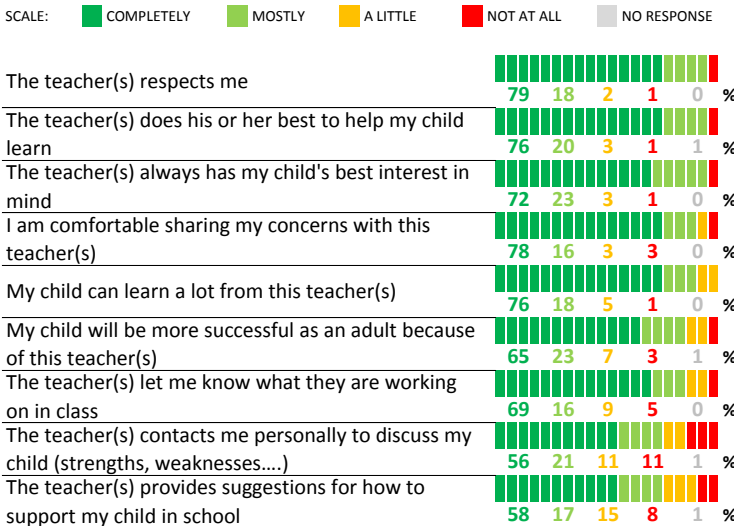 SCALE: COMPLETELY MOSTLY A LITTLE NOT AT ALL NO RESPONSE
The teacher(s) respects me
79 18 2 1 0 %
The teacher(s) does his or her best to help my child
learn
76 20 3 1 1 %
The teacher(s) always has my child's best interest in
mind
72 23 3 1 0 %
I am comfortable sharing my concerns with this
teacher(s)
78 16 3 3 0 %
My child can learn a lot from this teacher(s)
76 18 5 1 0 %
My child will be more successful as an adult because
of this teacher(s)
65 23 7 3 1 %
The teacher(s) let me know what they are working
on in class
69 16 9 5 0 %
The teacher(s) contacts me personally to discuss my
child (strengths, weaknesses....)
56 21 11 11 1 %
The teacher(s) provides suggestions for how to
support my child in school
58 17 15 8 1 %